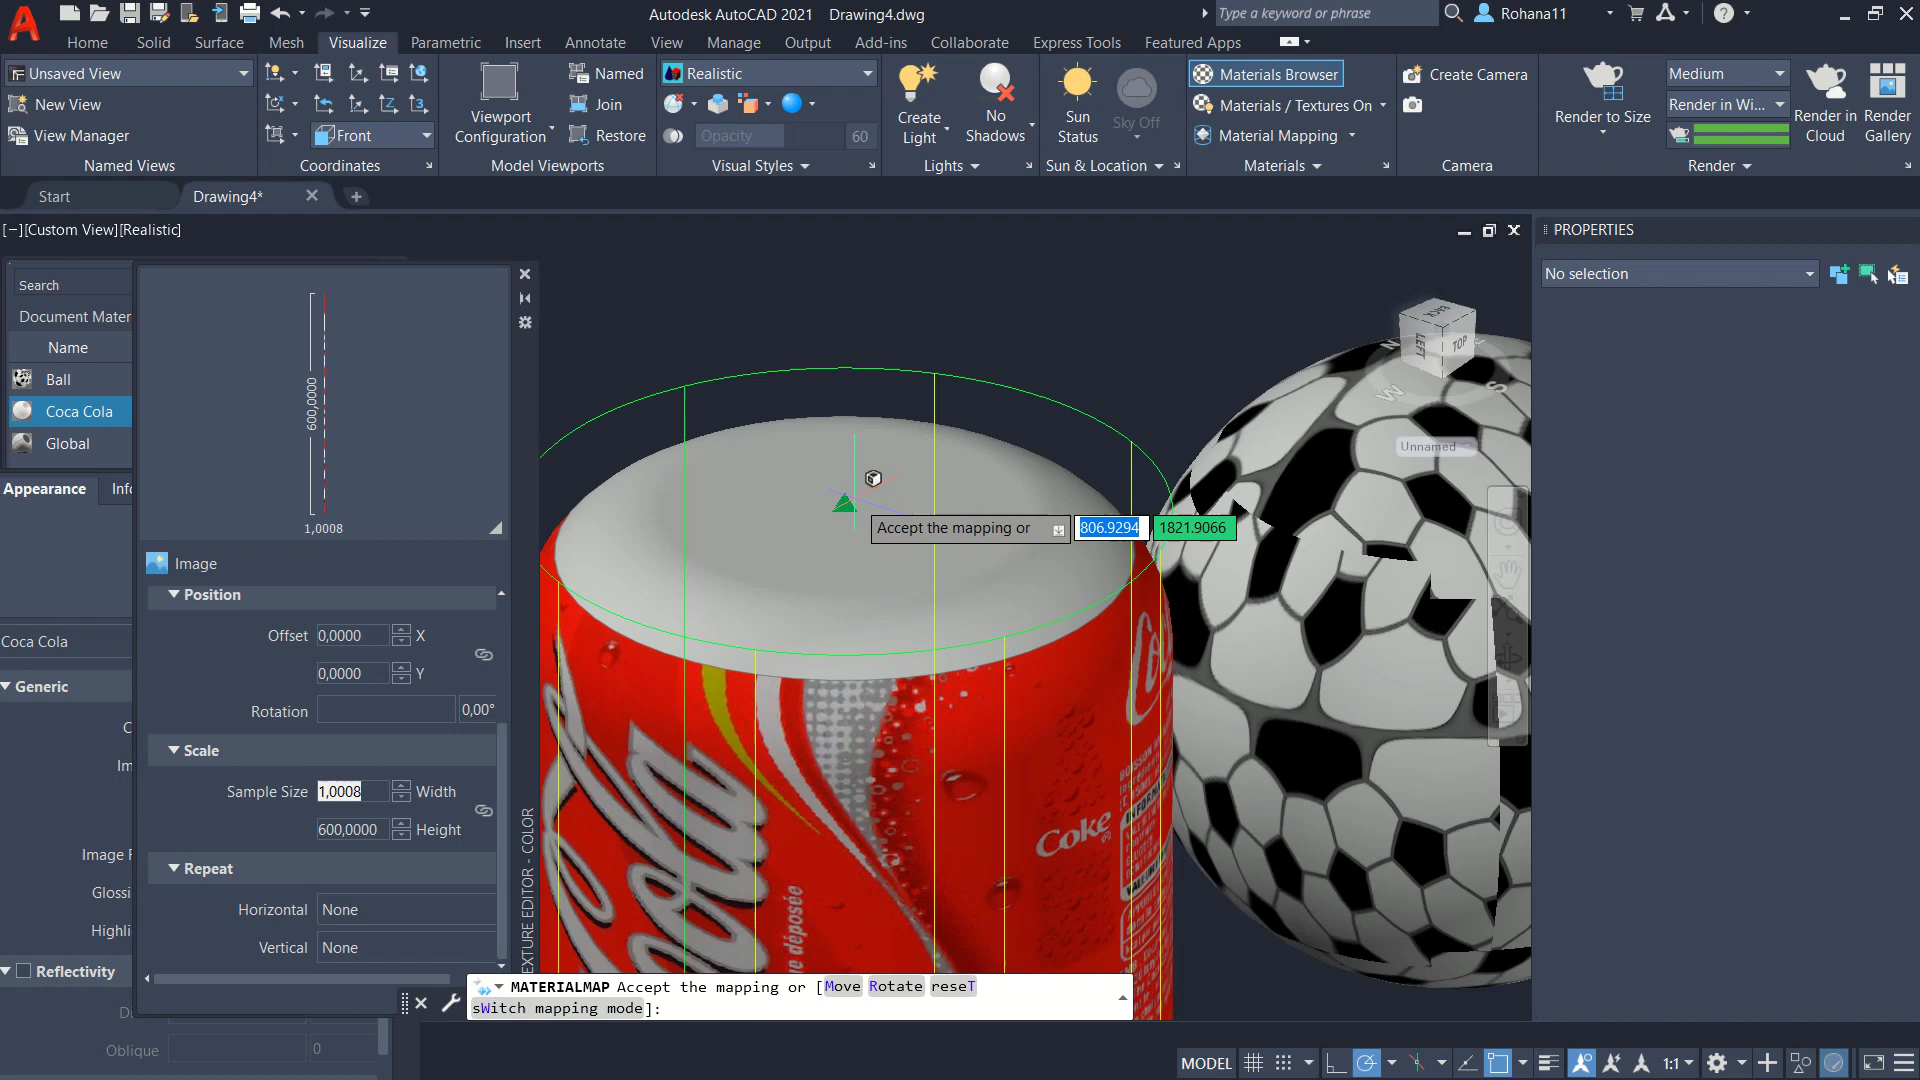 Autodesk AutoCAD 2021 Drawing4.dwg
Type a keyword or phrase
Rohana11
Home Solid Surface Mesh Visualize Parametric Insert Annotate View Manage Output Add-ins Collaborate Express Tools Featured Apps
Unsaved View
New View
View Manager
Named Views
Front
Coordinates
Viewport
Configuration
Named
Join
Restore
Model Viewports
Realistic
Opacity 60
Visual Styles
Create
Light
No
Shadows
Lights
Sun
Status
Sky Off
Sun & Location
Materials Browser
Materials / Textures On
Material Mapping
Materials
Create Camera
Camera
Render to Size
Medium
Render in Wi...
Render in
Cloud
Render
Gallery
Render
Start
Drawing4*
[−][Custom View][Realistic]
PROPERTIES
No selection
Search
Document Mater
Name
Ball
Coca Cola
Global
Appearance
Coca Cola
Generic
Reflectivity
Oblique 0
600,0000
1,0008
Image
Position
Offset 0,0000 X
0,0000 Y
Rotation 0,00°
Scale
Sample Size 1,0008 Width
600,0000 Height
Repeat
Horizontal None
Vertical None
EXTURE EDITOR - COLOR
Accept the mapping or 806.9294 1821.9066
BACK
LEFT
TOP
W
S
Unnamed
Coke
ue déposée
MATERIALMAP Accept the mapping or [Move Rotate reseT
sWitch mapping mode]:
MODEL
1:1